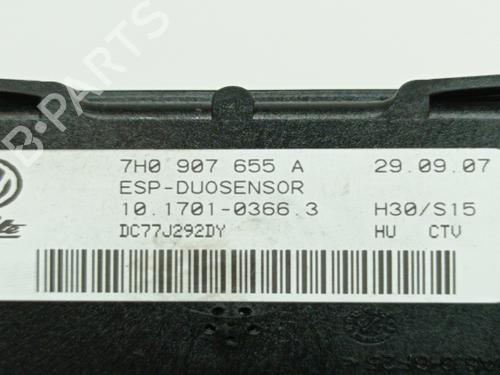 7H0 907 655 A 29.09.07
ESP-DUOSENSOR
10.1701-0366.3 H30/S15
DC77J292DY HU CTV
B-PARTS